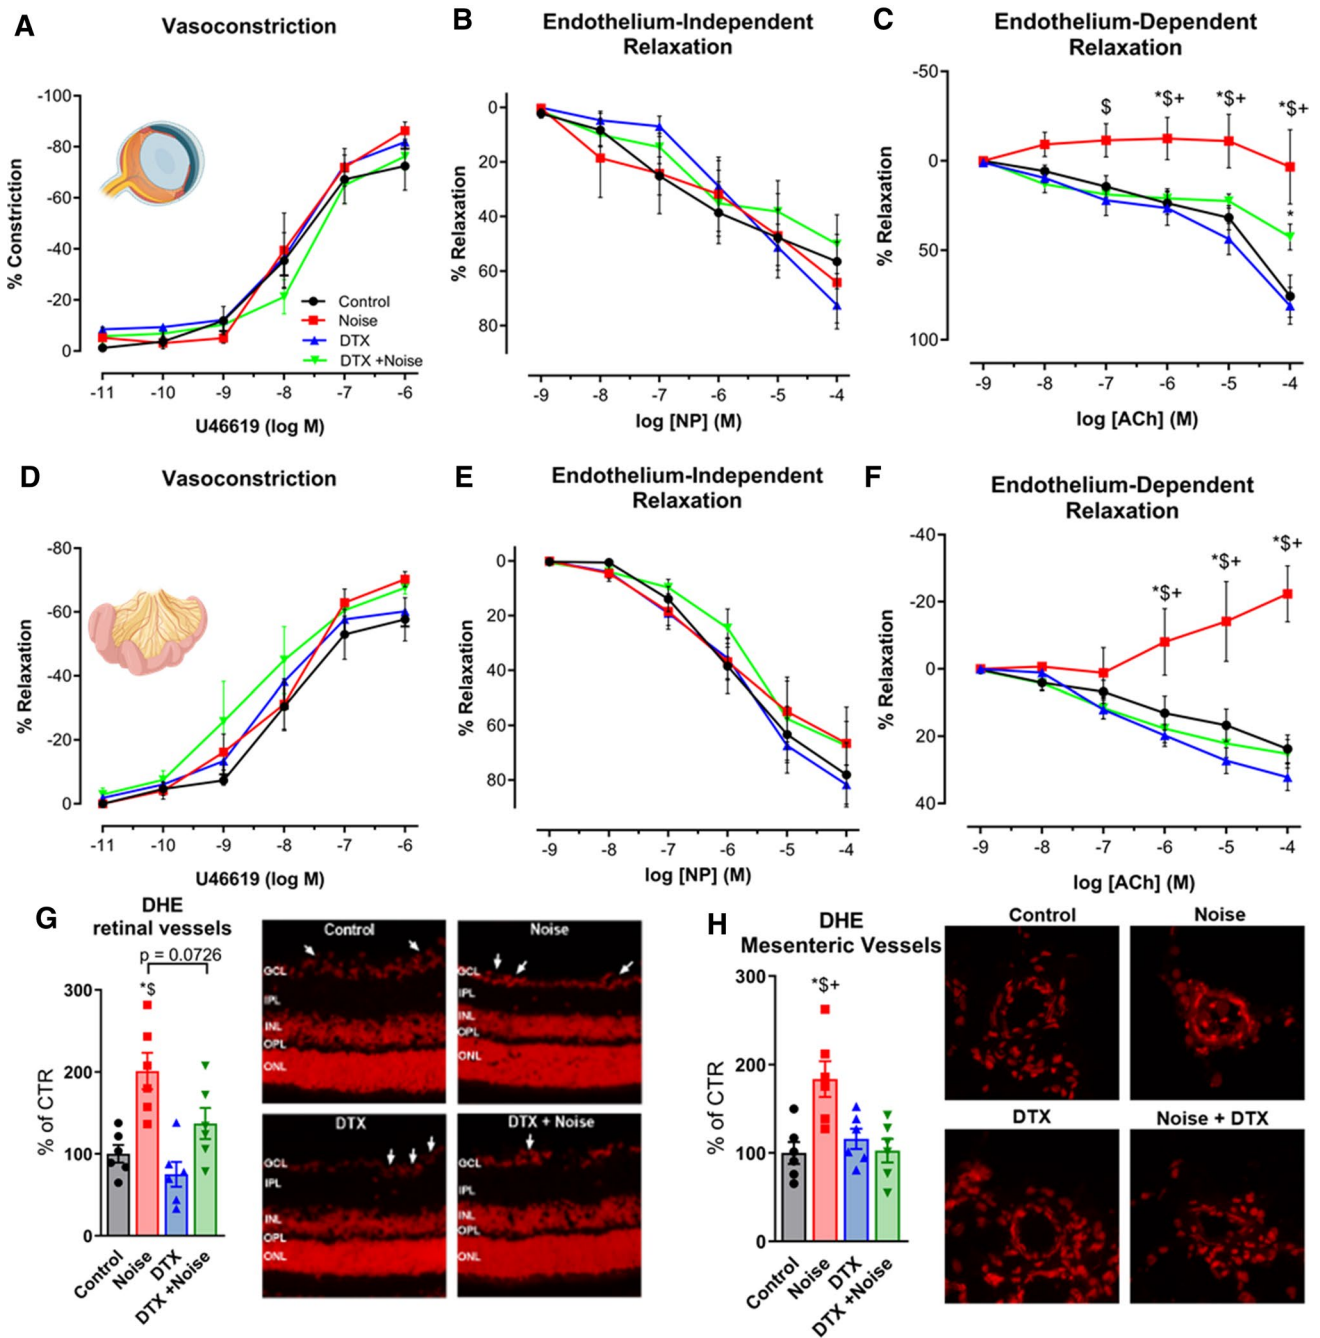 A
Vasoconstriction
% Constriction
-100
-80
-60
-40
-20
0
-11
-10
-9
-8
-7
-6
U46619 (log M)
Control
Noise
DTX
DTX +Noise
B
Endothelium-Independent
Relaxation
% Relaxation
0
20
40
60
80
-9
-8
-7
-6
-5
-4
log [NP] (M)
C
Endothelium-Dependent
Relaxation
% Relaxation
-50
0
50
100
$
*$+
*$+
*$+
*
-9
-8
-7
-6
-5
-4
log [ACh] (M)
D
Vasoconstriction
% Relaxation
-80
-60
-40
-20
0
-11
-10
-9
-8
-7
-6
U46619 (log M)
E
Endothelium-Independent
Relaxation
% Relaxation
0
20
40
60
80
-9
-8
-7
-6
-5
-4
log [NP] (M)
F
Endothelium-Dependent
Relaxation
% Relaxation
-40
-20
0
20
40
*$+
*$+
*$+
-9
-8
-7
-6
-5
-4
log [ACh] (M)
G
DHE
retinal vessels
p = 0.0726
*$
% of CTR
300
200
100
0
Control
Noise
DTX
DTX +Noise
Control
GCL
IPL
INL
OPL
ONL
Noise
GCL
IPL
INL
OPL
ONL
DTX
GCL
IPL
INL
OPL
ONL
DTX + Noise
GCL
IPL
INL
OPL
ONL
H
DHE
Mesenteric Vessels
*$+
% of CTR
300
200
100
0
Control
Noise
DTX
DTX +Noise
Control
Noise
DTX
Noise + DTX